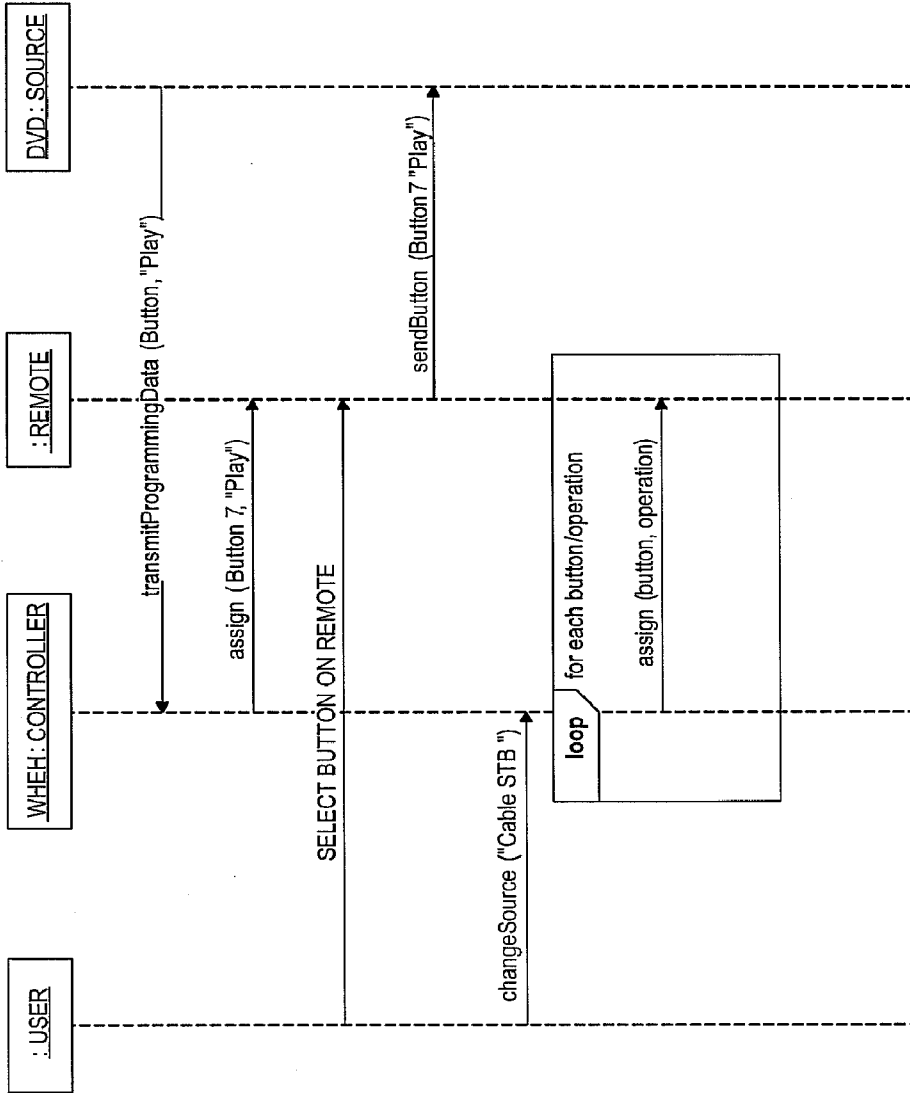 : USER
WHEH : CONTROLLER
: REMOTE
DVD : SOURCE
transmitProgrammingData (Button, "Play")
assign ( Button 7, "Play")
SELECT BUTTON ON REMOTE
sendButton (Button 7 "Play")
changeSource ("Cable STB ")
loop for each button/operation
assign (button, operation)